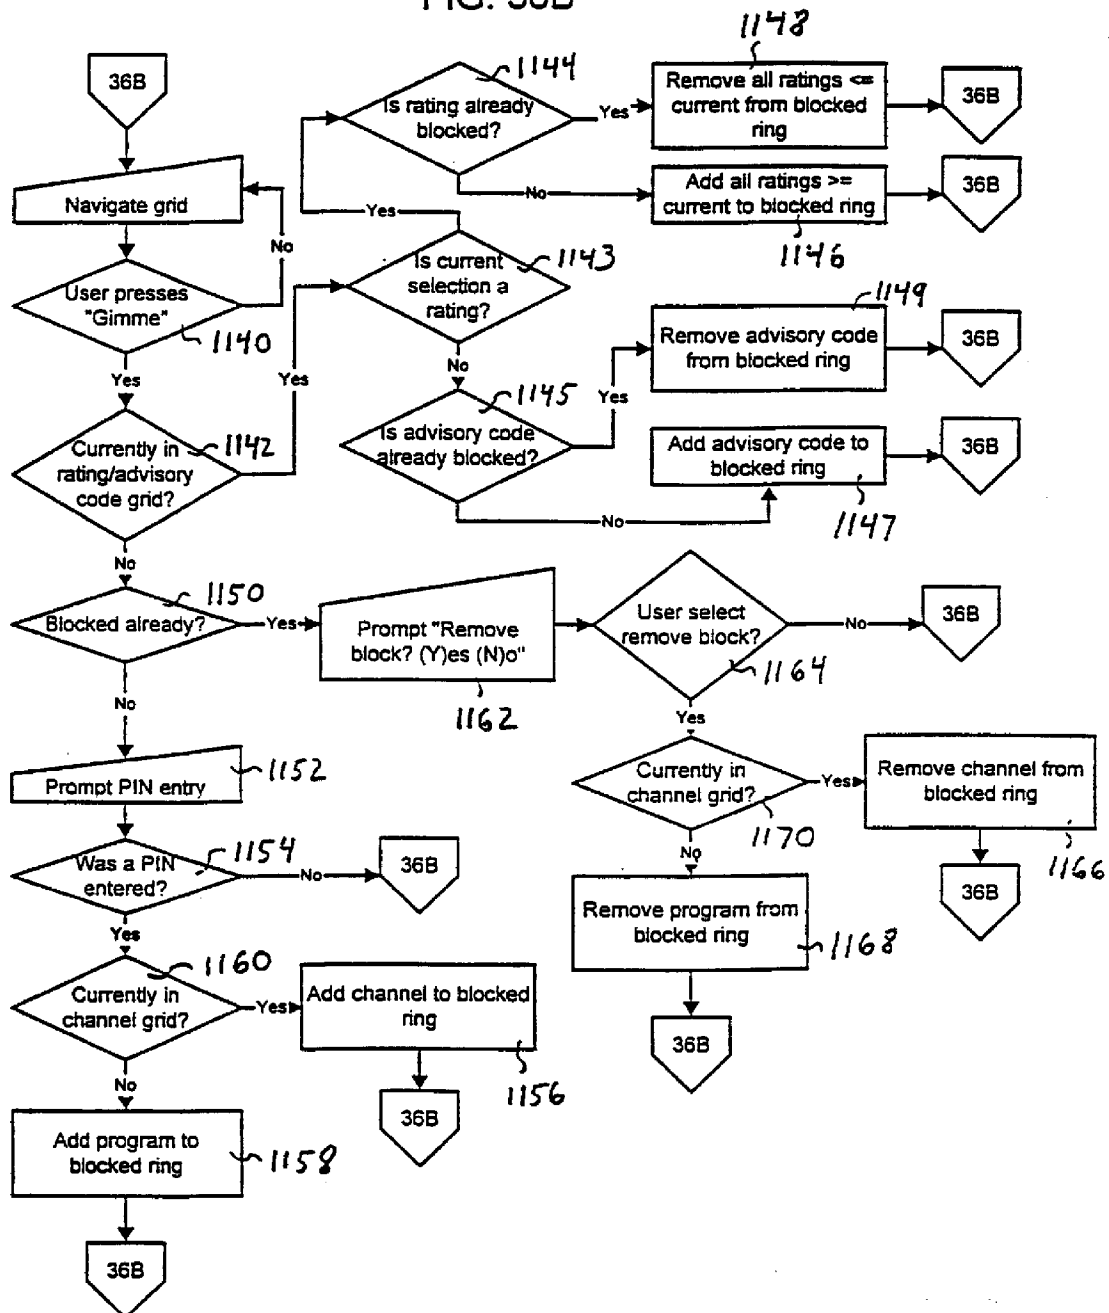 FIG. 36B
36B
Navigate grid
No
User presses
"Gimme"
1140
Yes
Currently in
rating/advisory
code grid?
1142
Yes
No
Is current
selection a
rating?
1143
Yes
Is rating already
blocked?
1144
Yes
Remove all ratings <=
current from blocked
ring
1148
36B
No
Add all ratings >=
current to blocked ring
1146
36B
No
Is advisory code
already blocked?
1145
Yes
Remove advisory code
from blocked ring
1149
36B
No
Add advisory code to
blocked ring
1147
36B
Blocked already?
1150
Yes
Prompt "Remove
block? (Y)es (N)o"
1162
User select
remove block?
1164
No
36B
Yes
Currently in
channel grid?
1170
Yes
Remove channel from
blocked ring
1166
36B
No
Remove program from
blocked ring
1168
36B
No
Prompt PIN entry
1152
Was a PIN
entered?
1154
No
36B
Yes
Currently in
channel grid?
1160
Yes
Add channel to blocked
ring
1156
36B
No
Add program to
blocked ring
1158
36B